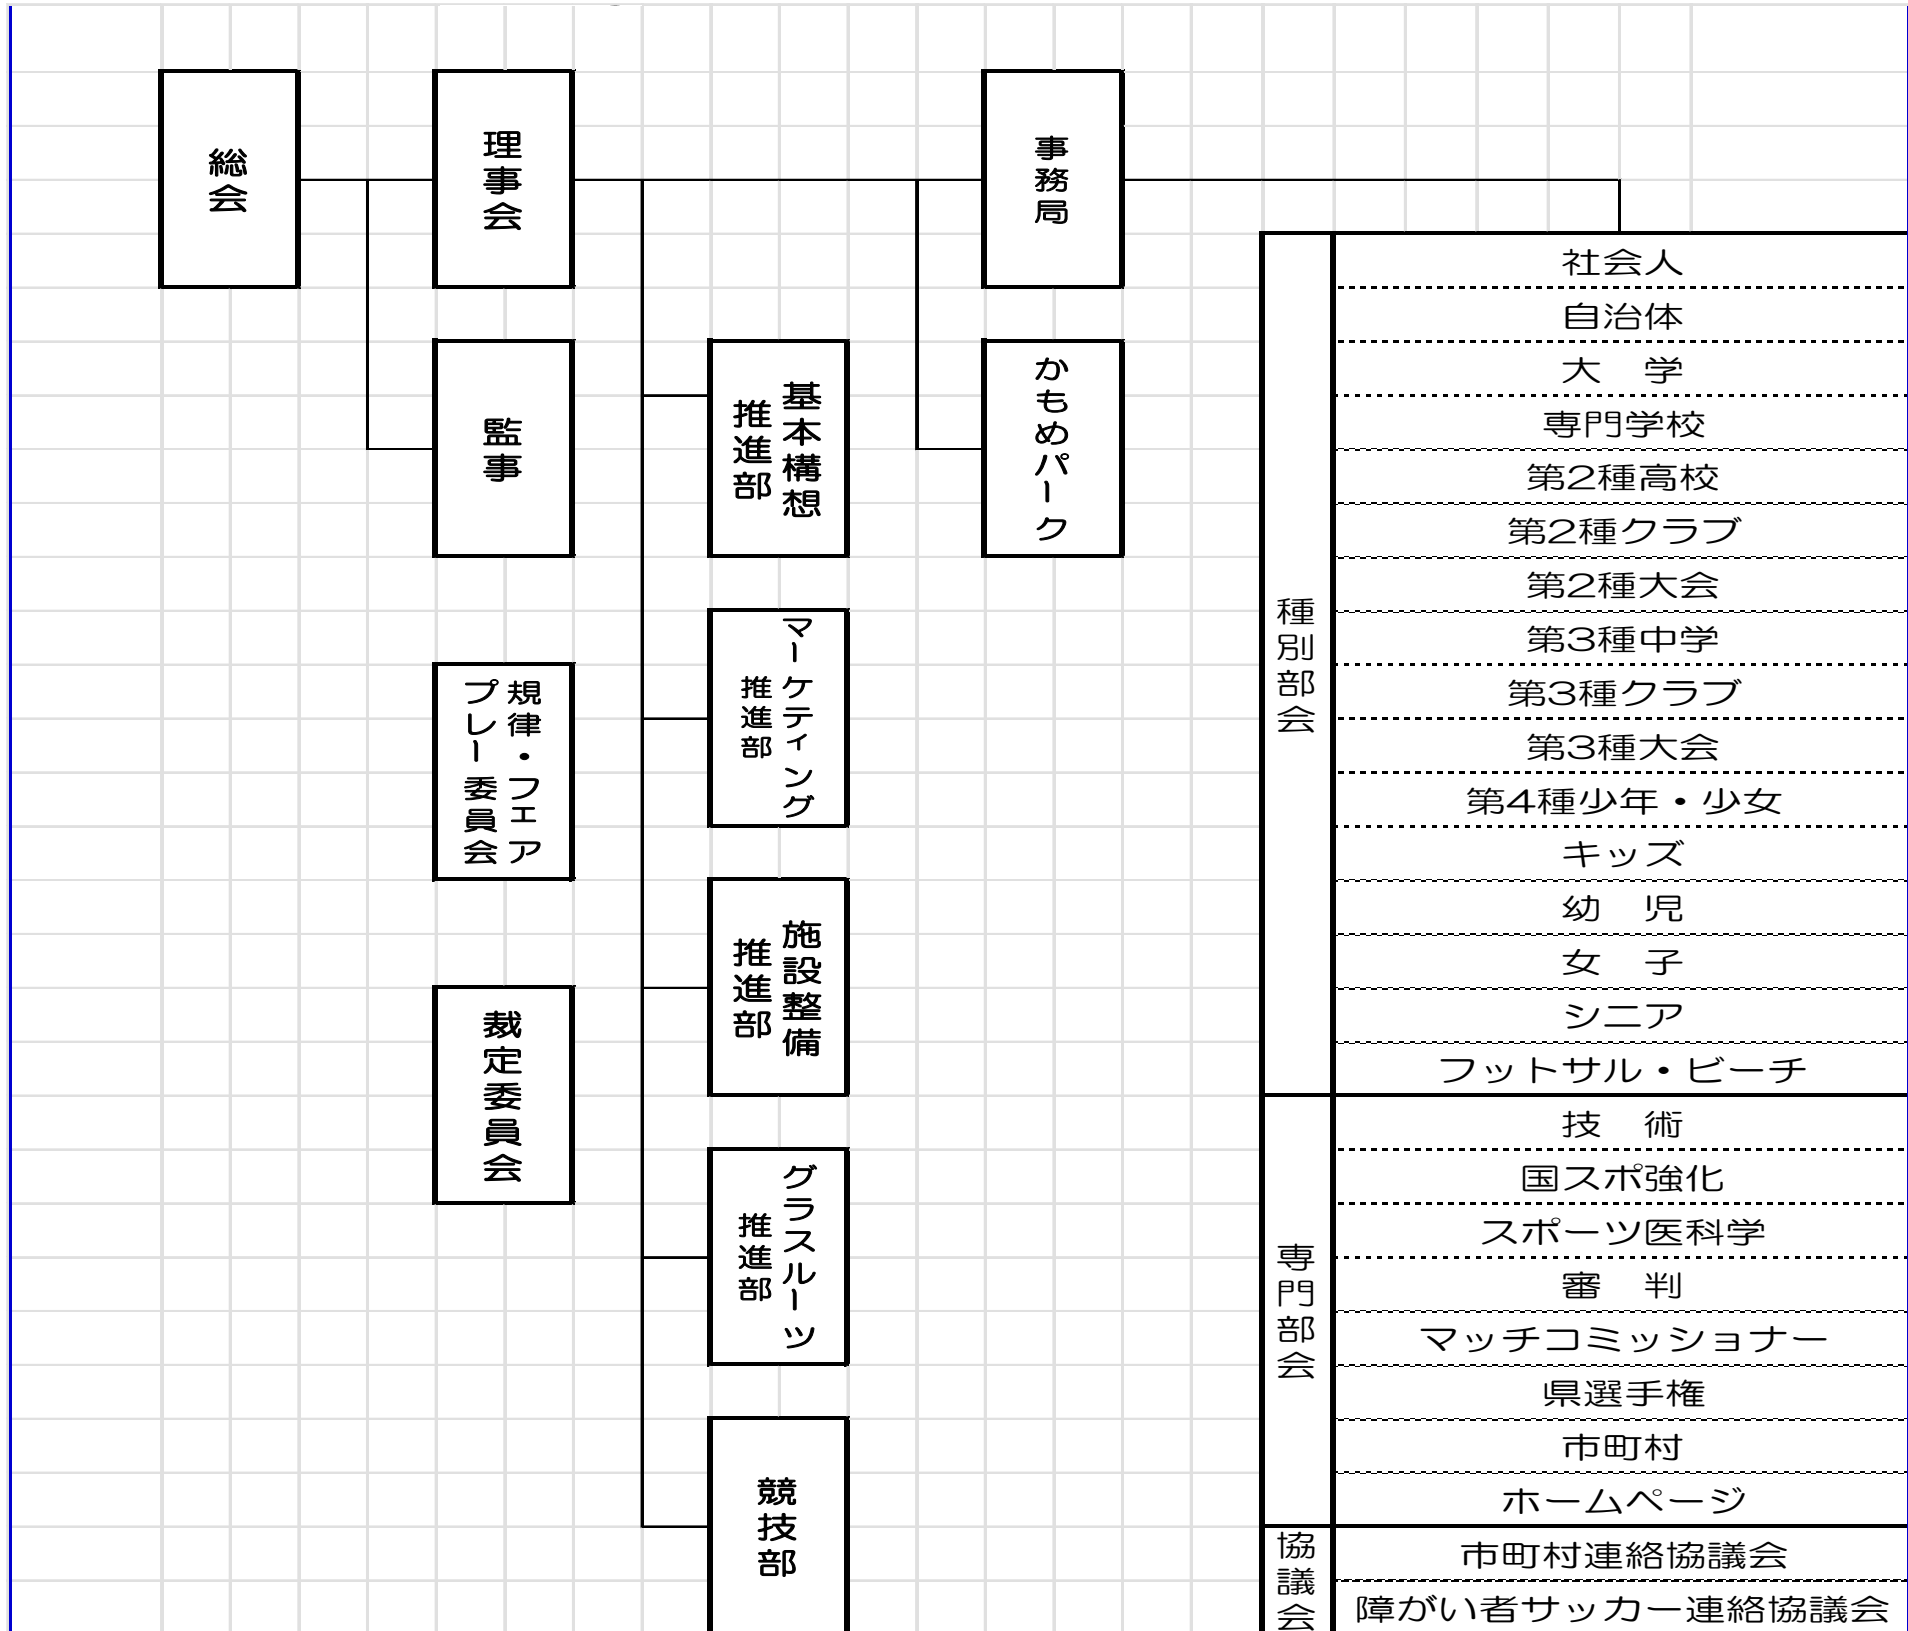 総会
理事会
事務局
監事
基本構想
推進部
かもめパーク
マーケティング
推進部
規律・フェア
プレー委員会
施設整備
推進部
裁定委員会
グラスルーツ
推進部
競技部
種別部会
社会人
自治体
大　学
専門学校
第2種高校
第2種クラブ
第2種大会
第3種中学
第3種クラブ
第3種大会
第4種少年・少女
キッズ
幼　児
女　子
シニア
フットサル・ビーチ
専門部会
技　術
国スポ強化
スポーツ医科学
審　判
マッチコミッショナー
県選手権
市町村
ホームページ
協議会
市町村連絡協議会
障がい者サッカー連絡協議会